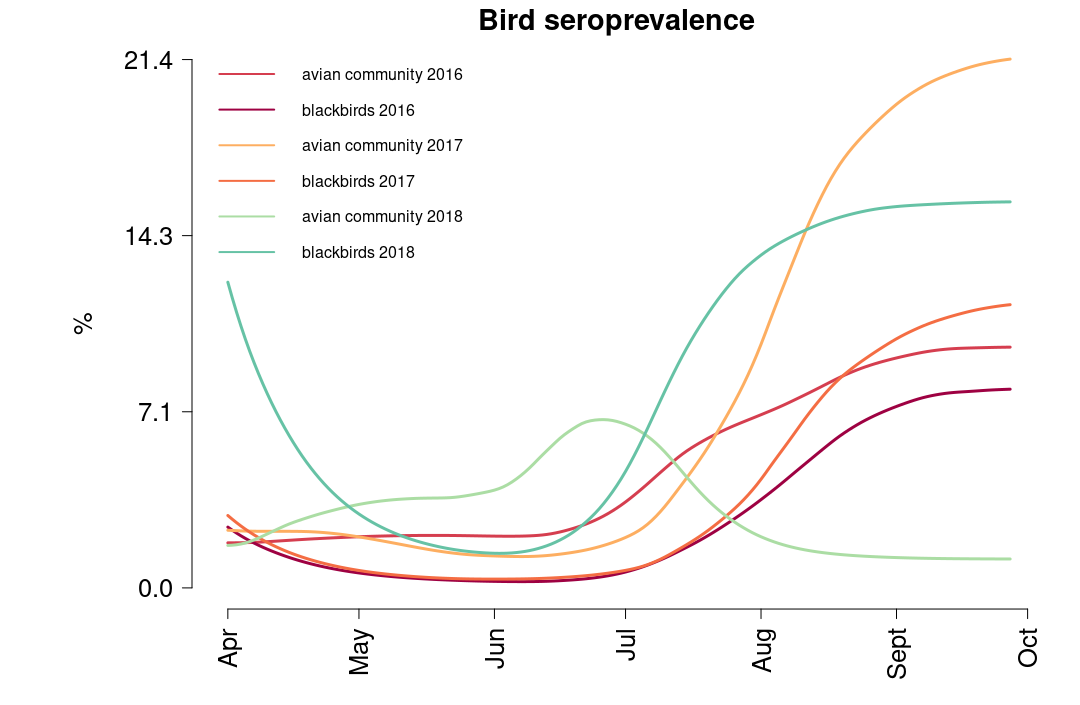 Bird seroprevalence
21.4
14.3
7.1
0.0
%
avian community 2016
blackbirds 2016
avian community 2017
blackbirds 2017
avian community 2018
blackbirds 2018
Apr
May
Jun
Jul
Aug
Sept
Oct